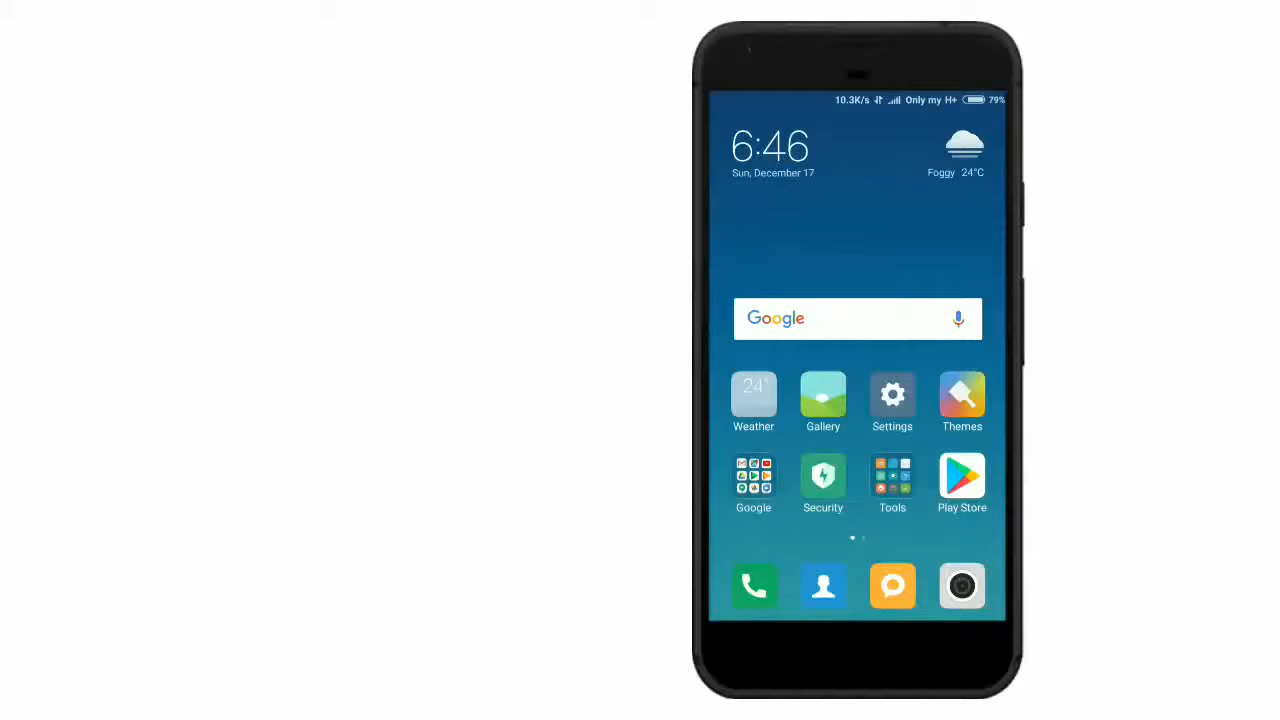 10.3K/s Only my H+ 79%
6:46
Sun, December 17
Foggy 24°C
Google
24°
Weather Gallery Settings Themes
Google Security Tools Play Store